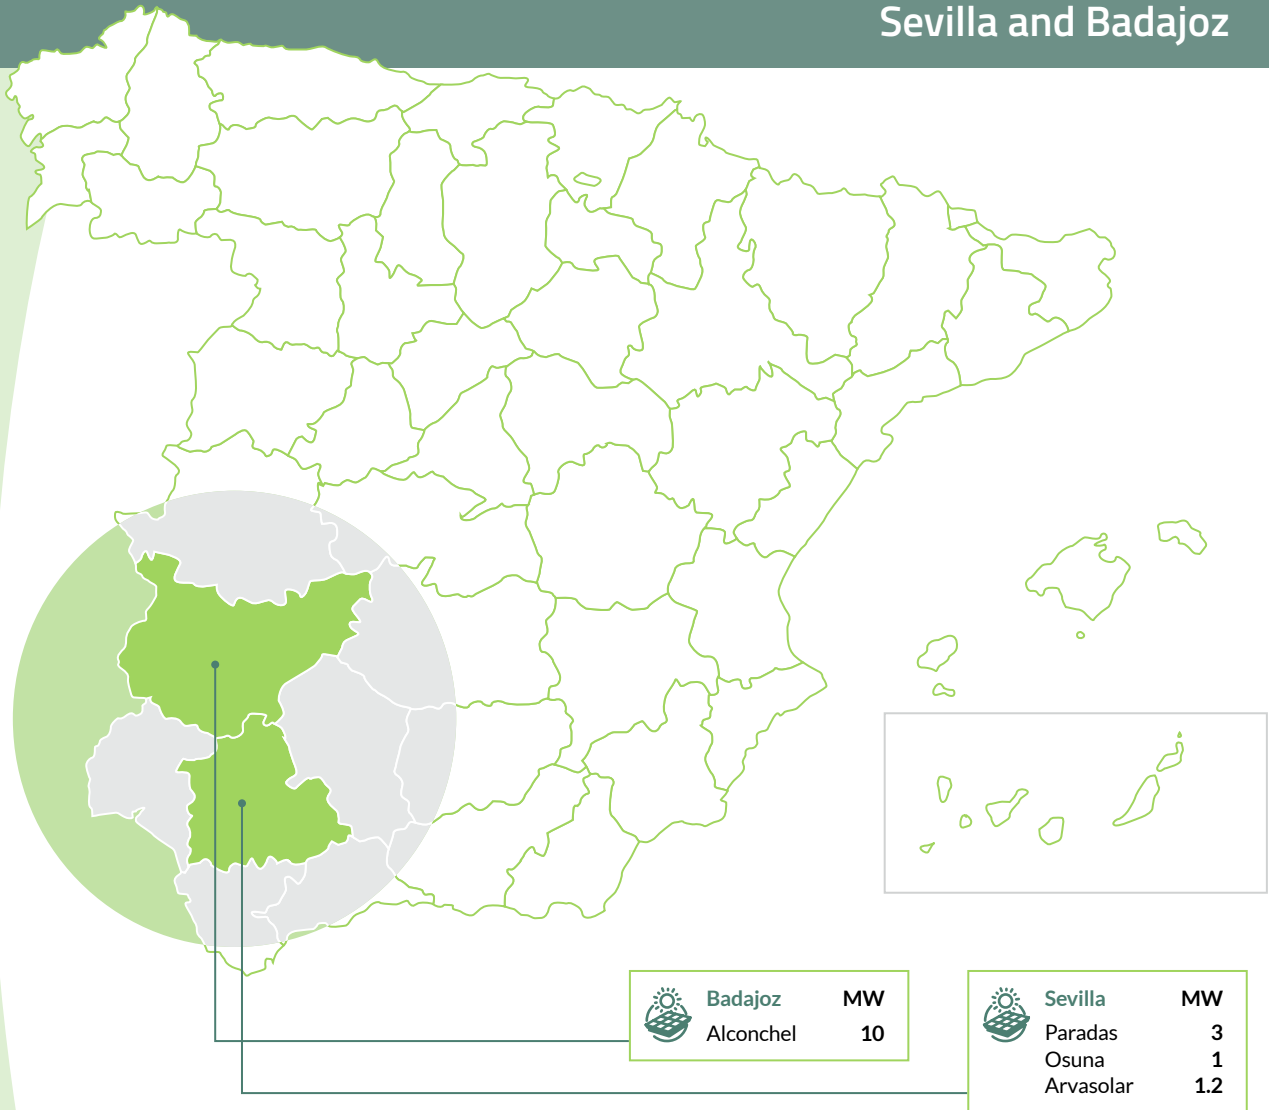 Sevilla and Badajoz
Badajoz MW
Alconchel 10
Sevilla MW
Paradas 3
Osuna 1
Arvasolar 1.2